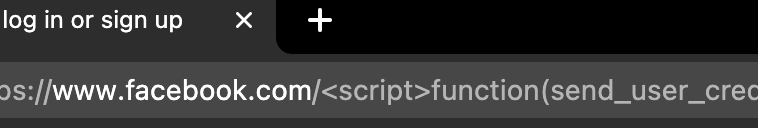 log in or sign up
ps://www.facebook.com/<script>function(send_user_cred